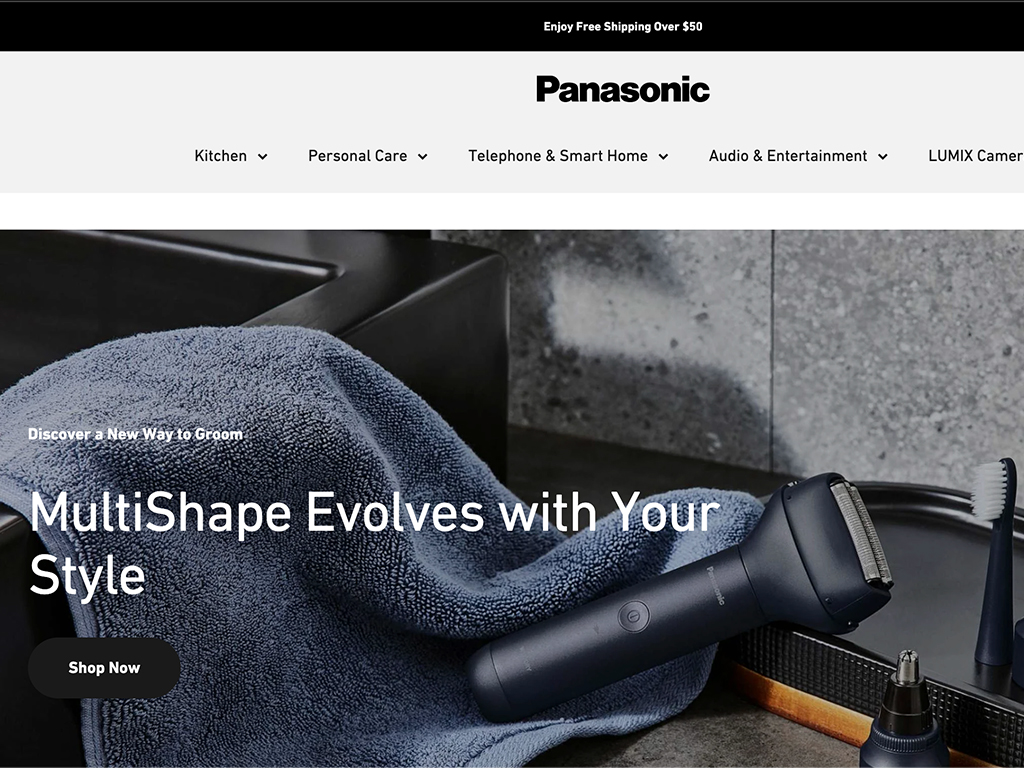 Enjoy Free Shipping Over $50
Panasonic
Kitchen Personal Care Telephone & Smart Home Audio & Entertainment LUMIX Camer
Discover a New Way to Groom
MultiShape Evolves with Your
Style
Panasonic
Shop Now